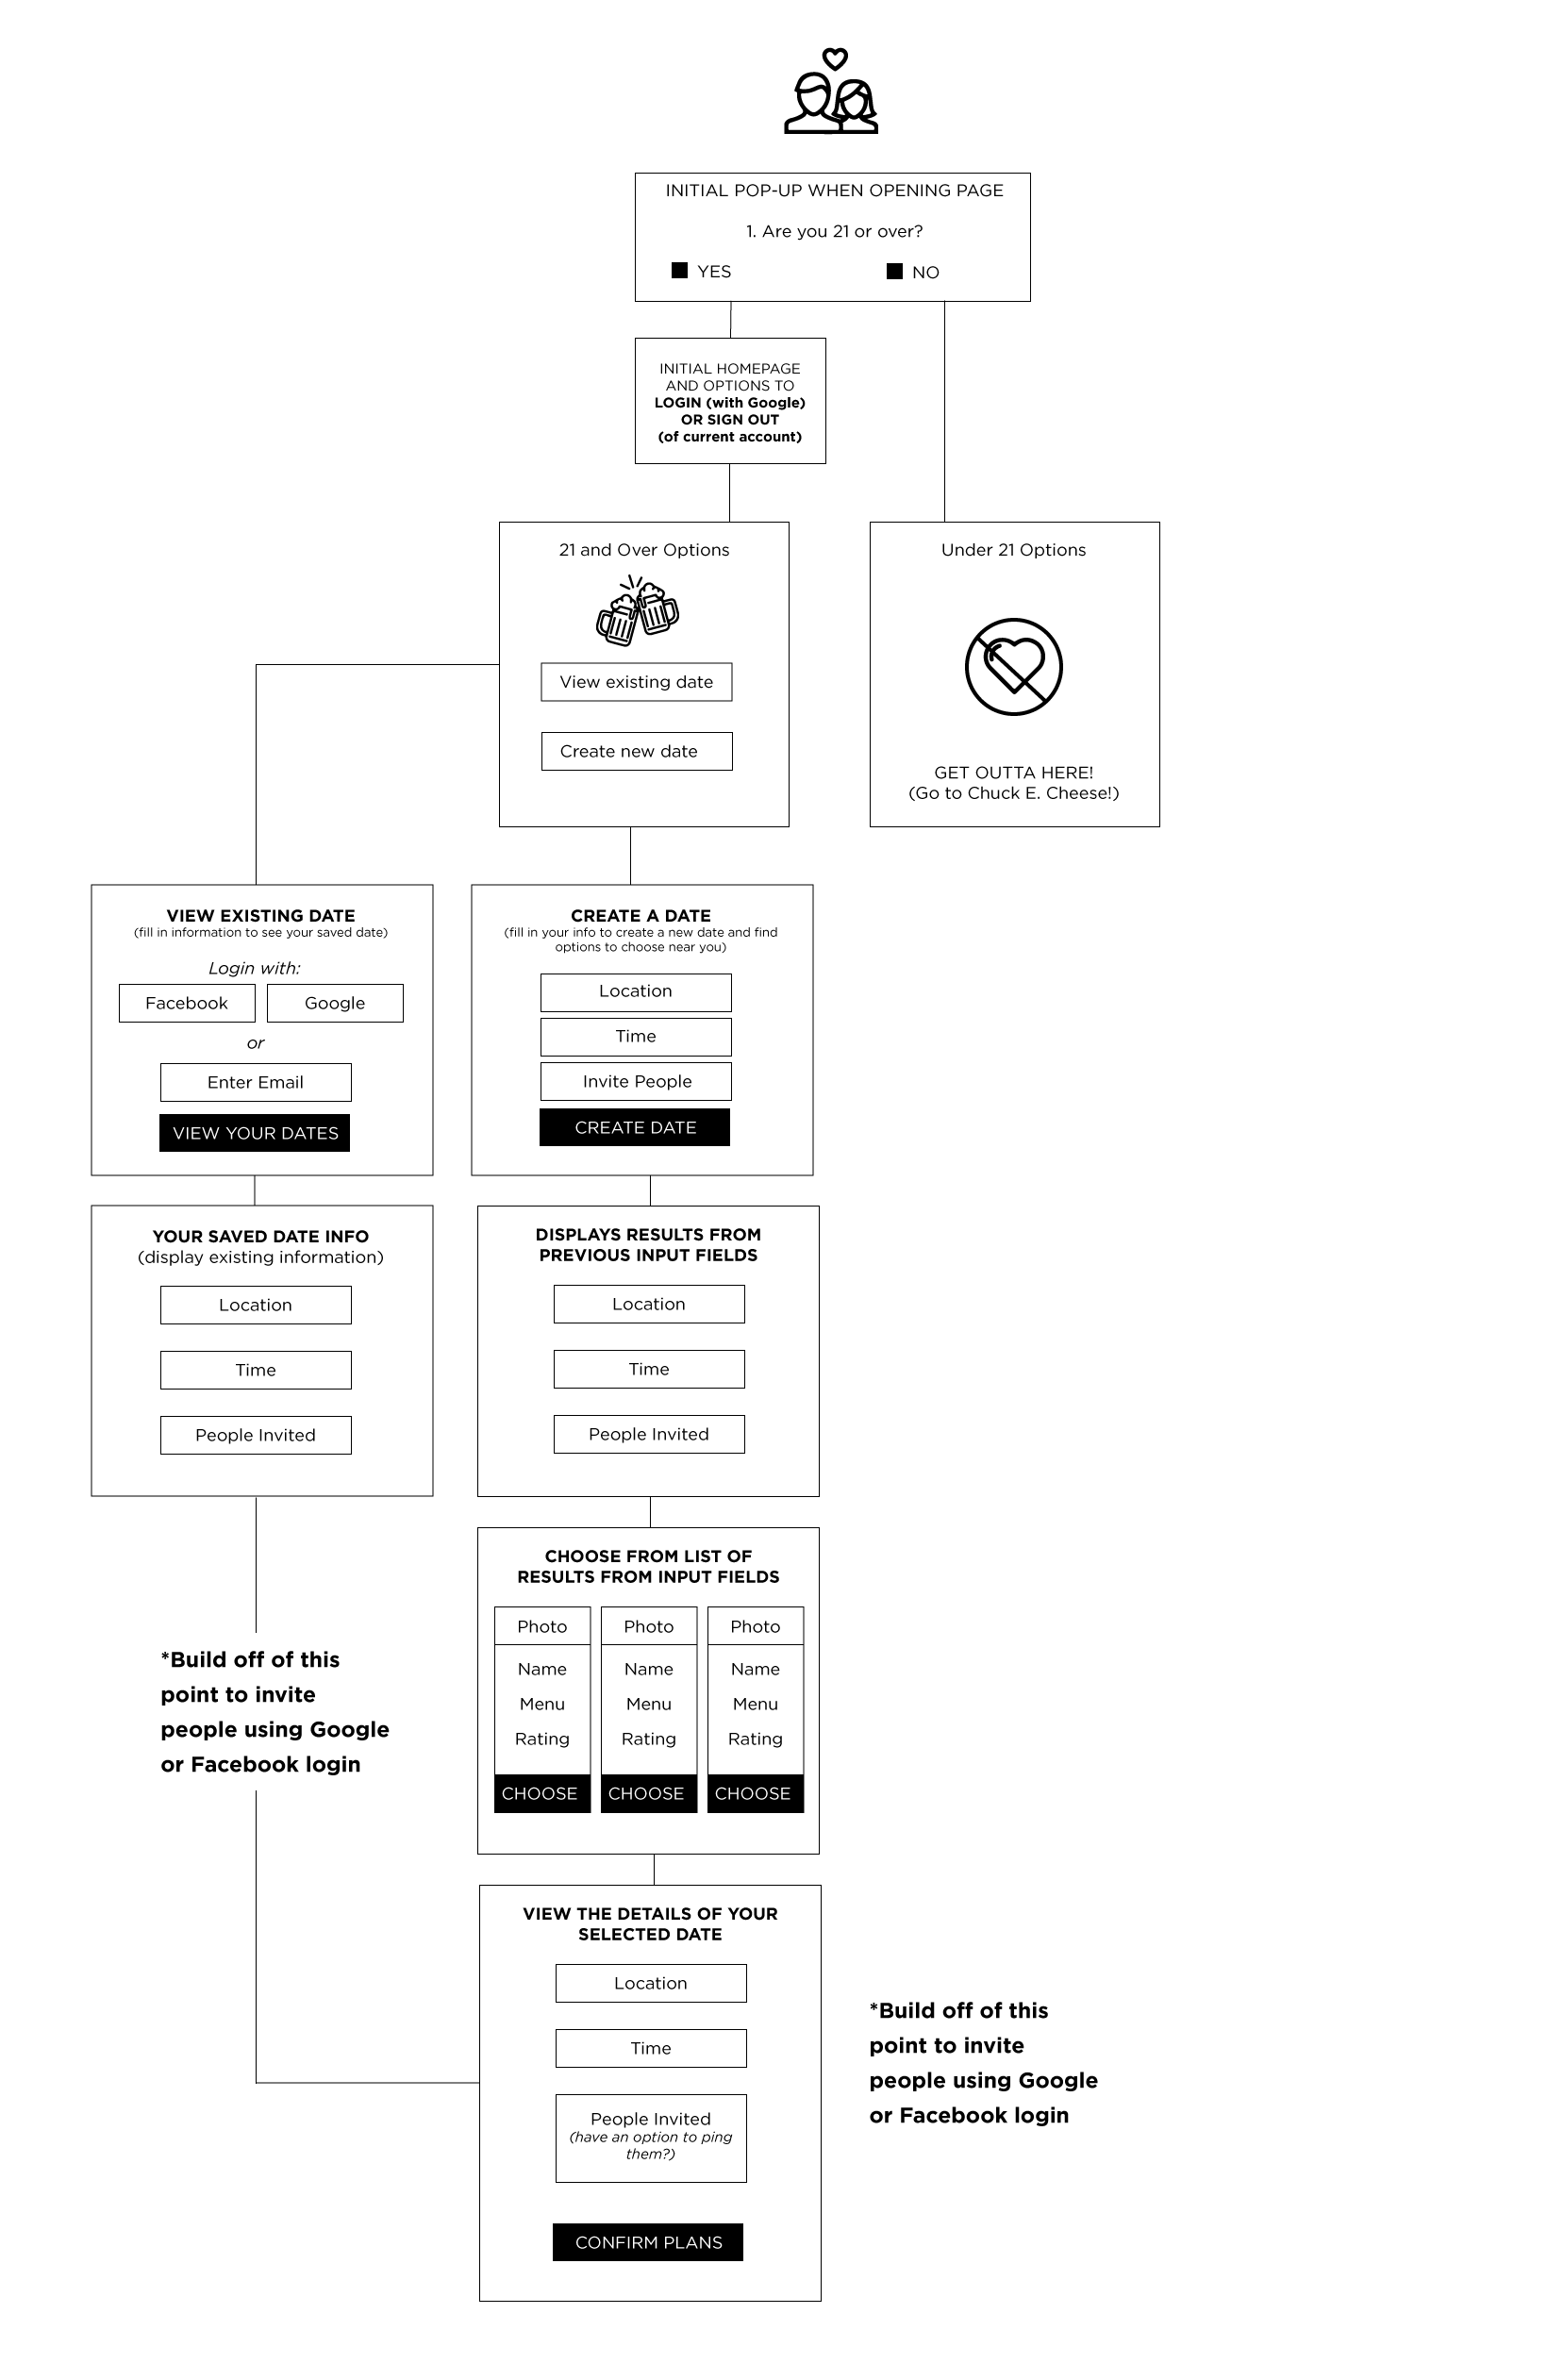 INITIAL POP-UP WHEN OPENING PAGE
1. Are you 21 or over?
YES
NO
INITIAL HOMEPAGE
AND OPTIONS TO
LOGIN (with Google)
OR SIGN OUT
(of current account)
21 and Over Options
View existing date
Create new date
Under 21 Options
GET OUTTA HERE!
(Go to Chuck E. Cheese!)
VIEW EXISTING DATE
(fill in information to see your saved date)
Login with:
Facebook
Google
or
Enter Email
VIEW YOUR DATES
CREATE A DATE
(fill in your info to create a new date and find
options to choose near you)
Location
Time
Invite People
CREATE DATE
YOUR SAVED DATE INFO
(display existing information)
Location
Time
People Invited
DISPLAYS RESULTS FROM
PREVIOUS INPUT FIELDS
Location
Time
People Invited
*Build off of this
point to invite
people using Google
or Facebook login
CHOOSE FROM LIST OF
RESULTS FROM INPUT FIELDS
Photo
Name
Menu
Rating
CHOOSE
Photo
Name
Menu
Rating
CHOOSE
Photo
Name
Menu
Rating
CHOOSE
VIEW THE DETAILS OF YOUR
SELECTED DATE
Location
Time
People Invited
(have an option to ping
them?)
CONFIRM PLANS
*Build off of this
point to invite
people using Google
or Facebook login